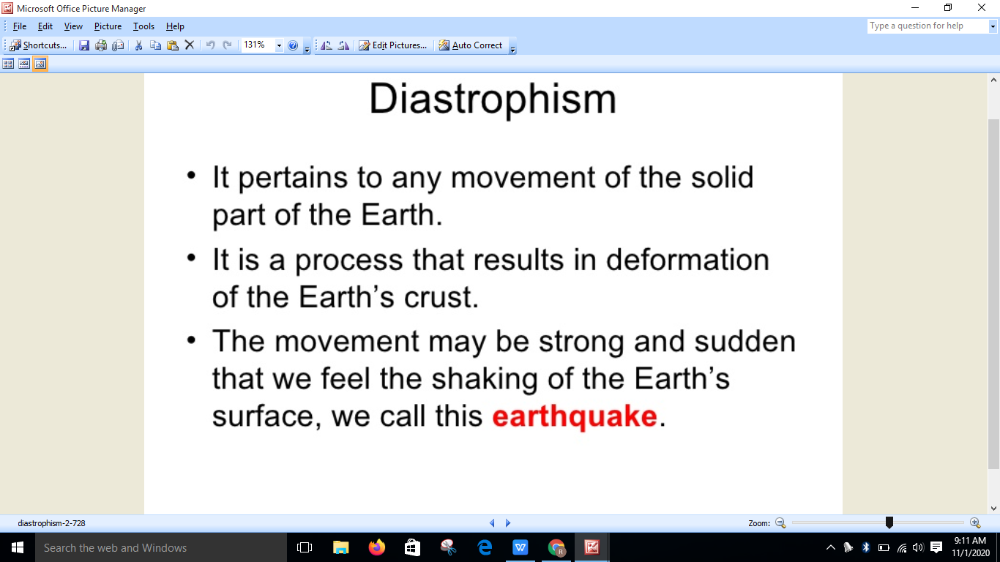 Microsoft Office Picture Manager
File Edit View Picture Tools Help
Type a question for help
Shortcuts...
131%
Edit Pictures...
Auto Correct
Diastrophism
• It pertains to any movement of the solid
part of the Earth.
• It is a process that results in deformation
of the Earth’s crust.
• The movement may be strong and sudden
that we feel the shaking of the Earth’s
surface, we call this earthquake.
diastrophism-2-728
Zoom:
Search the web and Windows
9:11 AM
11/1/2020